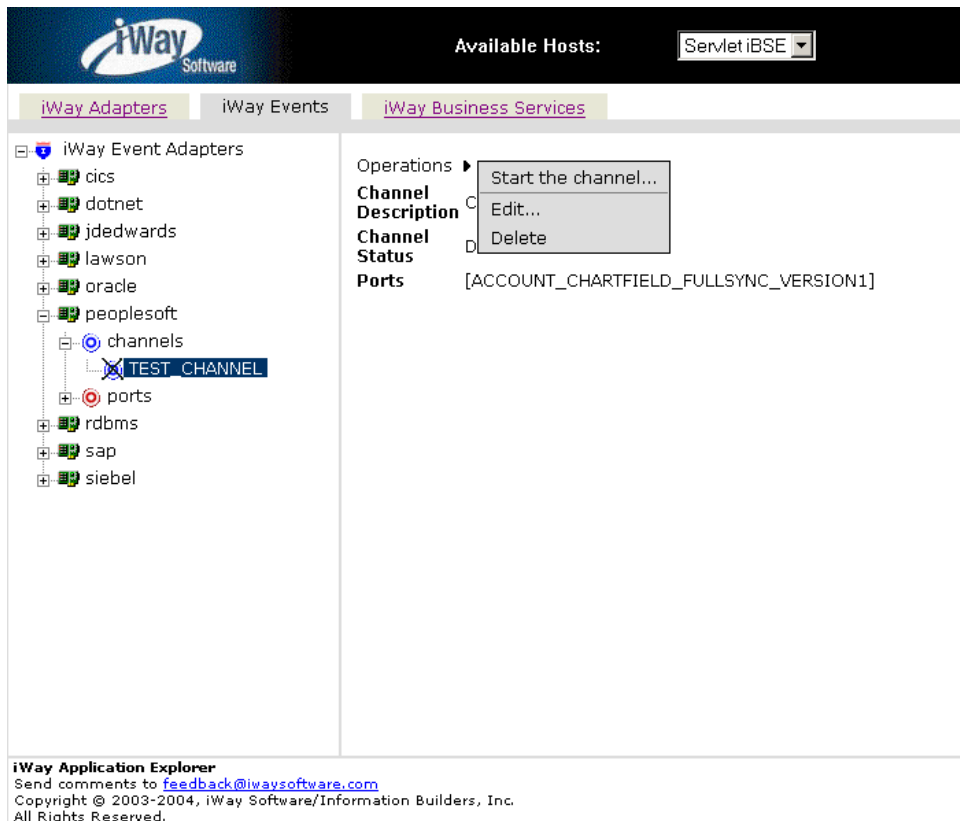 iWay
Software
Available Hosts:
Servlet iBSE
iWay Adapters
iWay Events
iWay Business Services
iWay Event Adapters
cics
dotnet
jdedwards
lawson
oracle
peoplesoft
channels
TEST_CHANNEL
ports
rdbms
sap
siebel
Operations
Start the channel...
Edit...
Delete
Channel
Description C
Channel
Status D
Ports [ACCOUNT_CHARTFIELD_FULLSYNC_VERSION1]
iWay Application Explorer
Send comments to feedback@iwaysoftware.com
Copyright © 2003-2004, iWay Software/Information Builders, Inc.
All Rights Reserved.